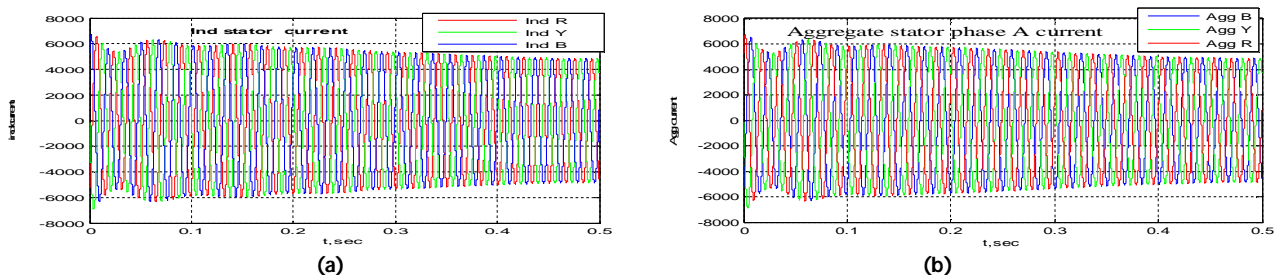 8000
6000
4000
2000
0
-2000
-4000
-6000
-8000
0 0.1 0.2 0.3 0.4 0.5
t,sec
Ind stator current
Ind R
Ind Y
Ind B
(a)
8000
6000
4000
2000
0
-2000
-4000
-6000
-8000
0 0.1 0.2 0.3 0.4 0.5
t,sec
Agg current
Aggregate stator phase A current
Agg B
Agg Y
Agg R
(b)